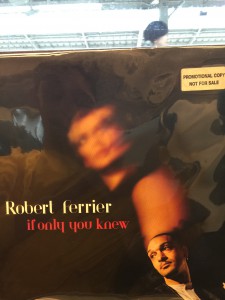 PROMOTIONAL COPY
NOT FOR SALE
Robert Ferrier
if only you knew